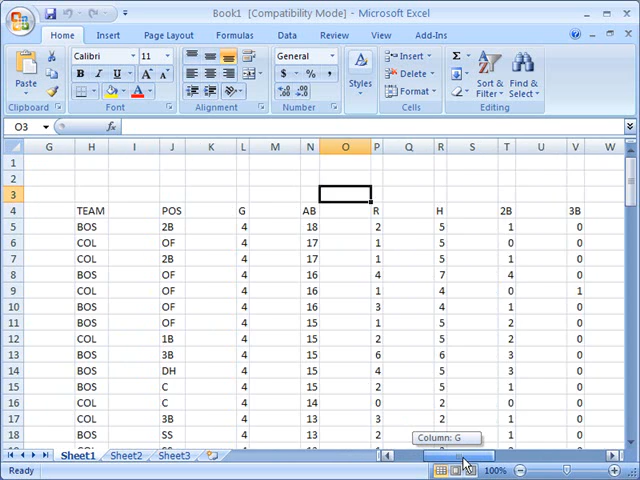 Book1 [Compatibility Mode] - Microsoft Excel
Home Insert Page Layout Formulas Data Review View Add-Ins
Calibri 11 General Insert Σ
Paste B I U A A $ % , Styles Delete Sort & Filter Find & Select
A .00 .0 Format
Clipboard Font Alignment Number Cells Editing
O3 fx
G H I J K L M N O P Q R S T U V W
1
2
3
4 TEAM POS G AB R H 2B 3B
5 BOS 2B 4 18 2 5 1 0
6 COL OF 4 17 1 5 0 0
7 COL 2B 4 17 1 5 1 0
8 BOS OF 4 16 4 7 4 0
9 COL OF 4 16 1 4 0 1
10 BOS OF 4 16 3 4 1 0
11 BOS OF 4 15 1 5 2 0
12 COL 1B 4 15 2 5 2 0
13 BOS 3B 4 15 6 6 3 0
14 BOS DH 4 15 4 5 3 0
15 BOS C 4 15 2 5 1 0
16 COL C 4 14 0 2 0 0
17 COL 3B 4 13 3 2 1 0
18 BOS SS 4 13 2 1 0
Column: G
Sheet1 Sheet2 Sheet3
Ready 100%